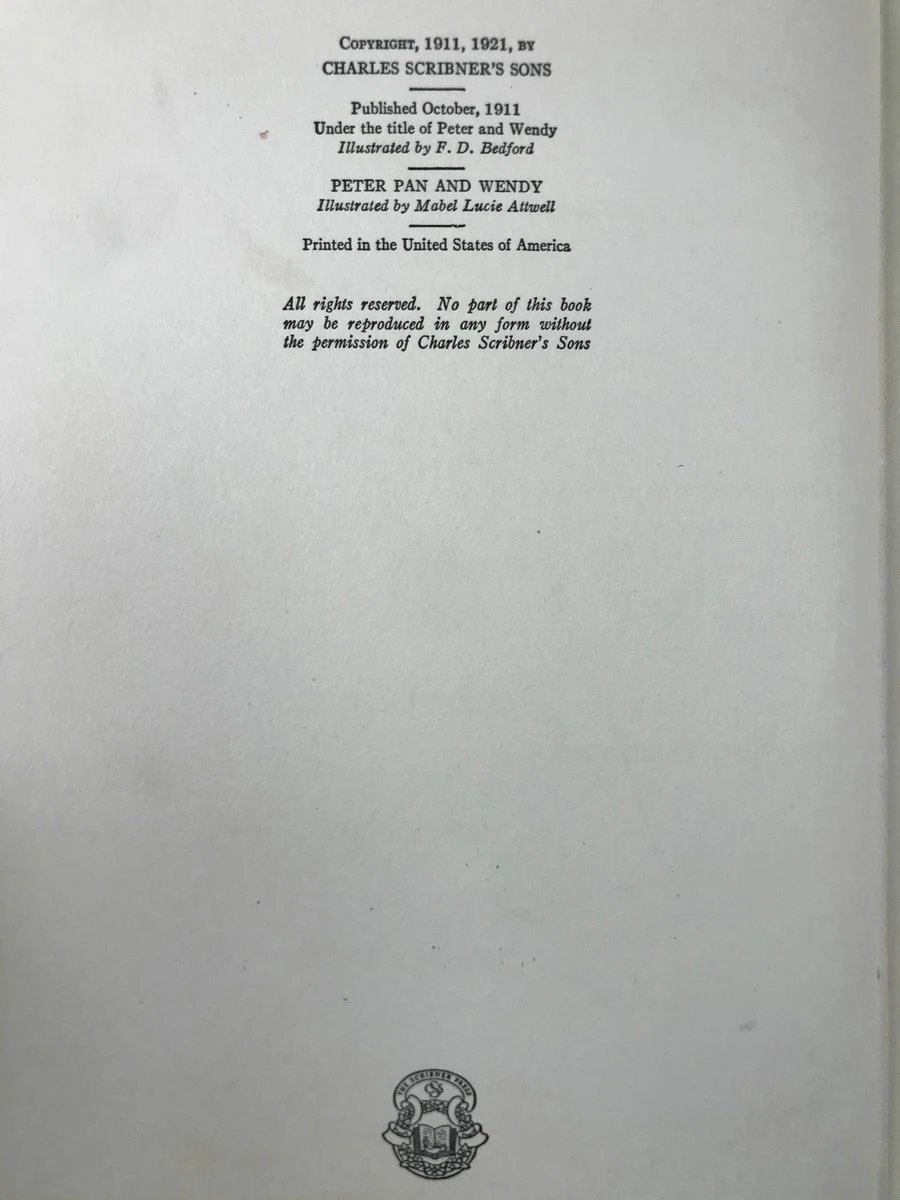 COPYRIGHT, 1911, 1921, BY
CHARLES SCRIBNER'S SONS
Published October, 1911
Under the title of Peter and Wendy
Illustrated by F. D. Bedford
PETER PAN AND WENDY
Illustrated by Mabel Lucie Attwell
Printed in the United States of America
All rights reserved. No part of this book
may be reproduced in any form without
the permission of Charles Scribner's Sons
THE SCRIBNER PRESS